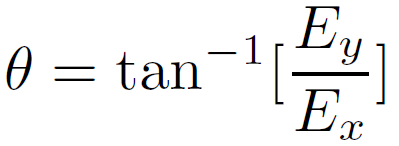 θ = tan⁻¹[E_y/E_x]